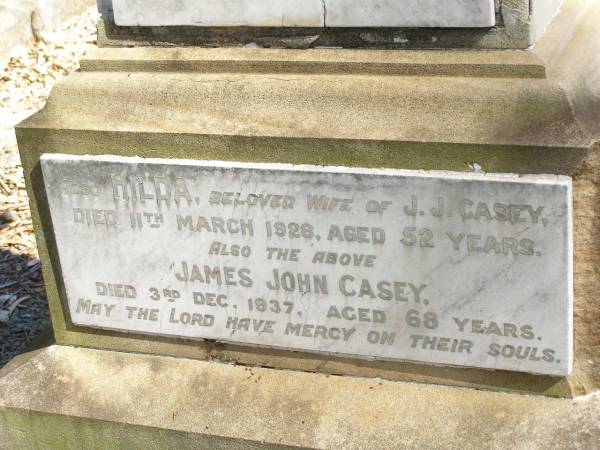 Also HILDA, BELOVED WIFE OF J. J. CASEY,
DIED 11TH MARCH 1928, AGED 52 YEARS.
ALSO THE ABOVE
JAMES JOHN CASEY,
DIED 3RD DEC. 1937, AGED 68 YEARS.
MAY THE LORD HAVE MERCY ON THEIR SOULS.